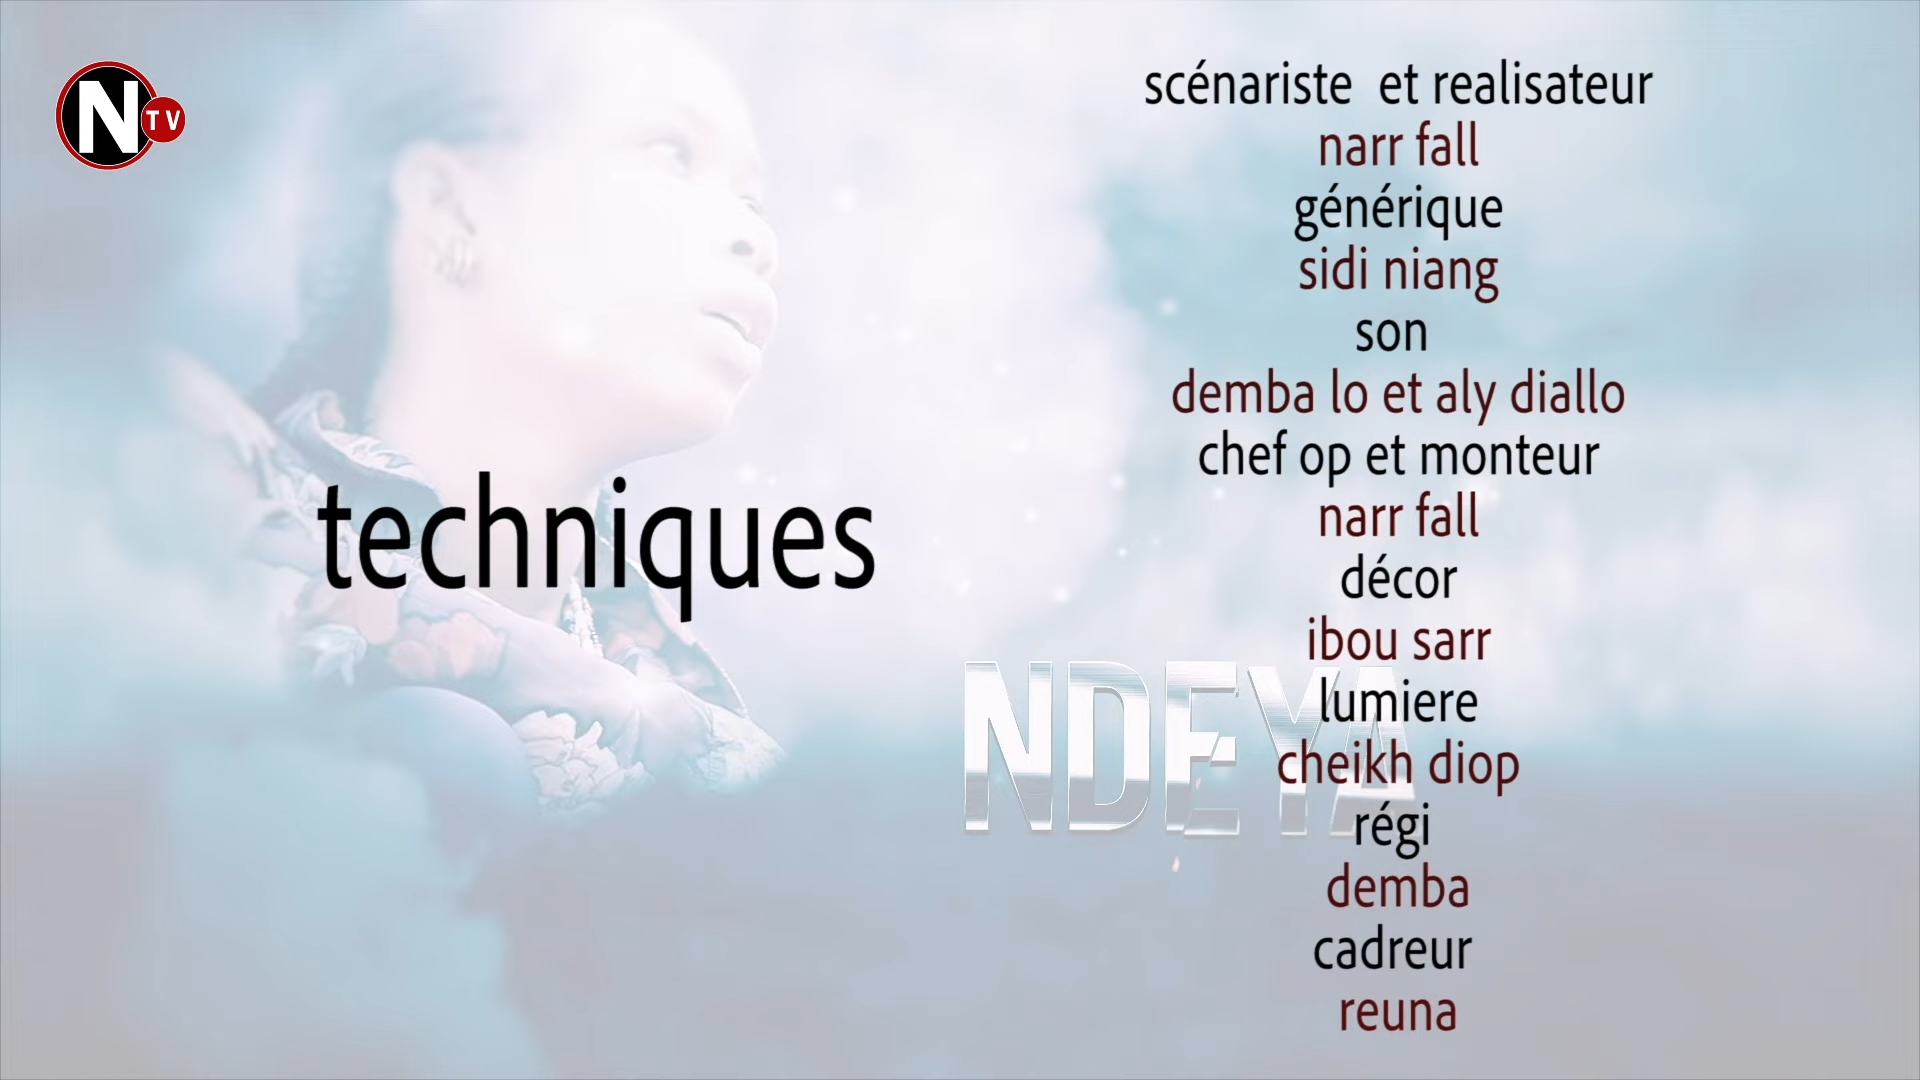 N TV
techniques
scénariste et realisateur
narr fall
générique
sidi niang
son
demba lo et aly diallo
chef op et monteur
narr fall
décor
ibou sarr
lumiere
cheikh diop
régi
demba
cadreur
reuna
NDEYA